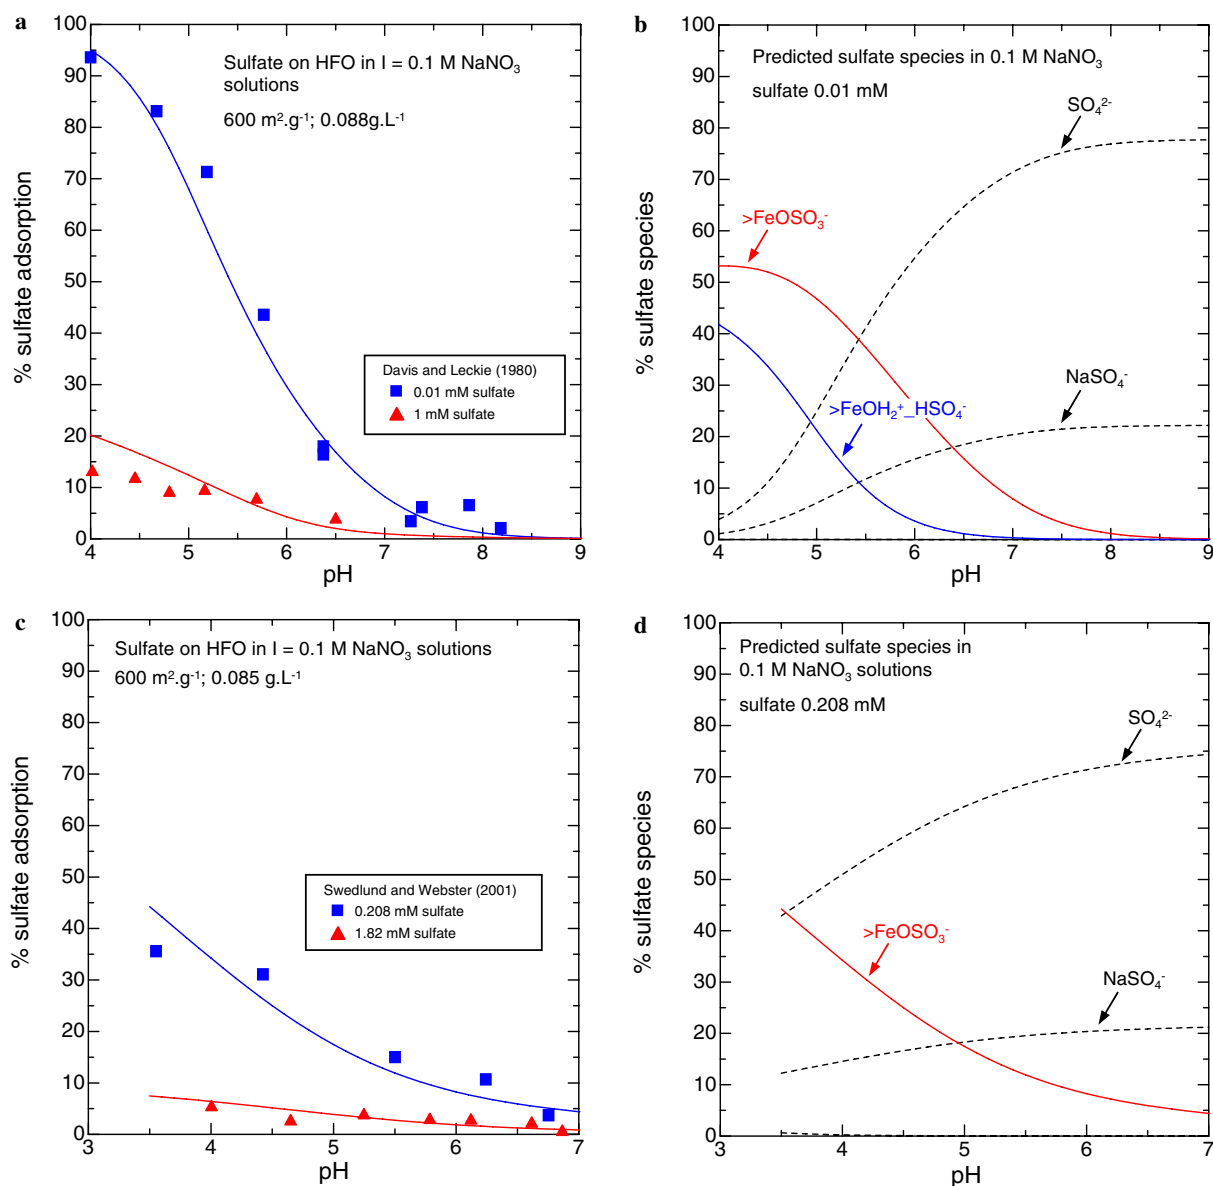 a
Sulfate on HFO in I = 0.1 M NaNO₃
solutions
600 m².g⁻¹; 0.088g.L⁻¹
Davis and Leckie (1980)
0.01 mM sulfate
1 mM sulfate
% sulfate adsorption
100
90
80
70
60
50
40
30
20
10
0
4 5 6 7 8 9
pH
b
Predicted sulfate species in 0.1 M NaNO₃
sulfate 0.01 mM
SO₄²⁻
>FeOSO₃⁻
NaSO₄⁻
>FeOH₂⁺_HSO₄⁻
% sulfate species
100
90
80
70
60
50
40
30
20
10
0
4 5 6 7 8 9
pH
c
Sulfate on HFO in I = 0.1 M NaNO₃ solutions
600 m².g⁻¹; 0.085 g.L⁻¹
Swedlund and Webster (2001)
0.208 mM sulfate
1.82 mM sulfate
% sulfate adsorption
100
90
80
70
60
50
40
30
20
10
0
3 4 5 6 7
pH
d
Predicted sulfate species in
0.1 M NaNO₃ solutions
sulfate 0.208 mM
SO₄²⁻
>FeOSO₃⁻
NaSO₄⁻
% sulfate species
100
90
80
70
60
50
40
30
20
10
0
3 4 5 6 7
pH